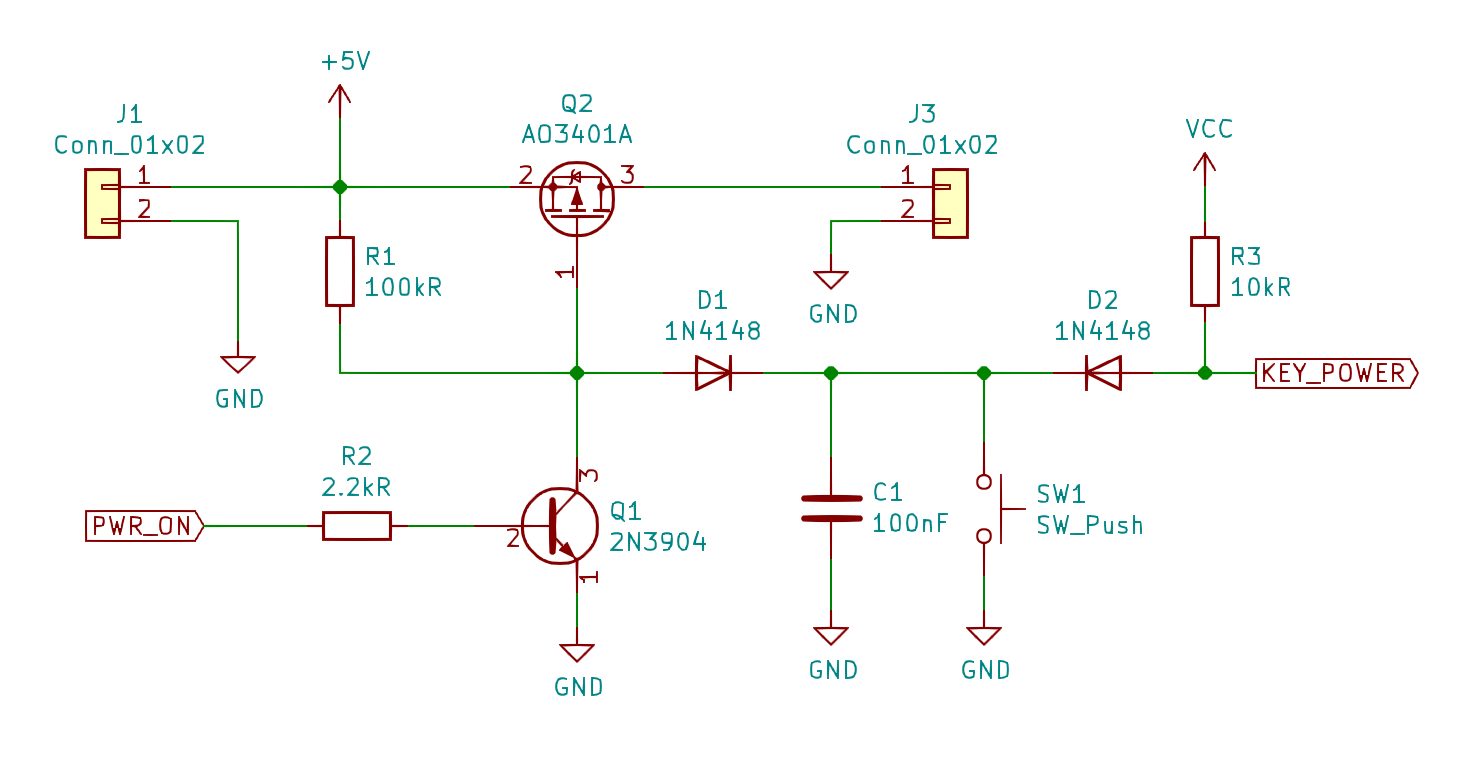 +5V
J1
Conn_01x02
1
2
GND
R1
100kR
Q2
AO3401A
2
3
1
J3
Conn_01x02
1
2
GND
VCC
R3
10kR
D1
1N4148
D2
1N4148
KEY_POWER
R2
2.2kR
PWR_ON
Q1
2N3904
3
2
1
GND
C1
100nF
GND
SW1
SW_Push
GND